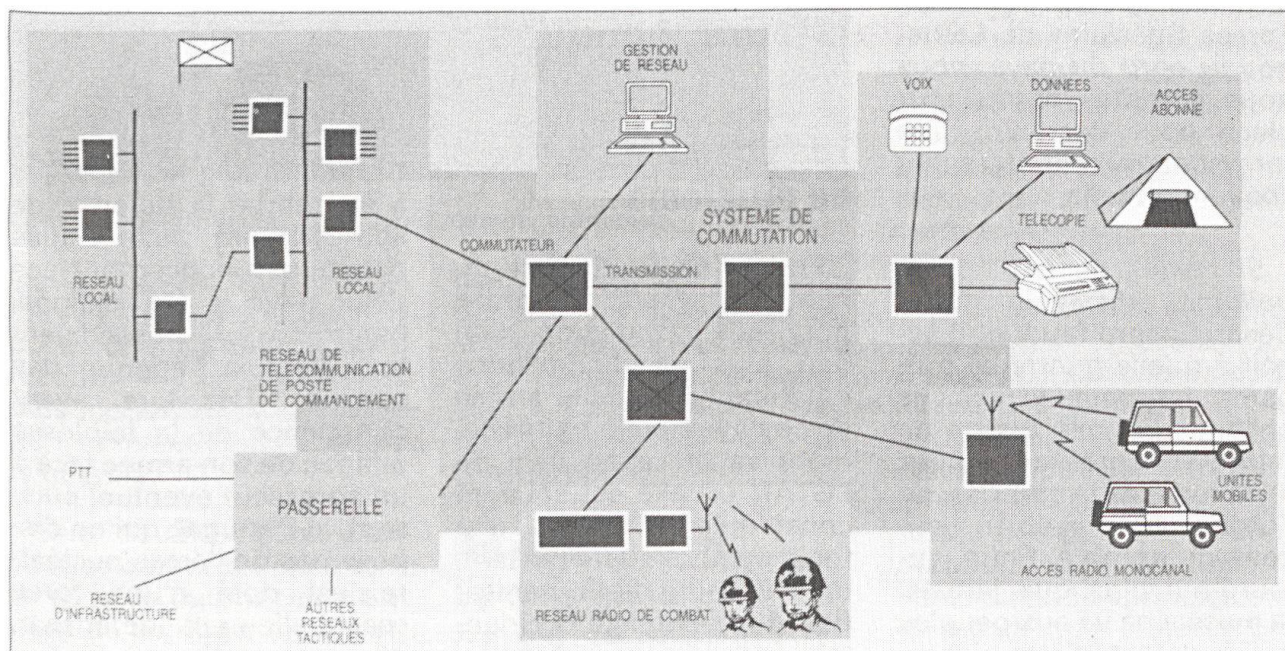 GESTION
DE RESEAU
VOIX
DONNEES
ACCES
ABONNE
SYSTEME DE
COMMUTATION
TELECOPIE
COMMUTATEUR
TRANSMISSION
RESEAU
LOCAL
RESEAU
LOCAL
RESEAU DE
TELECOMMUNICATION
DE POSTE
DE COMMANDEMENT
PTT
PASSERELLE
UNITES
MOBILES
ACCES RADIO MONOCANAL
RESEAU
D'INFRASTRUCTURE
AUTRES
RESEAUX
TACTIQUES
RESEAU RADIO DE COMBAT